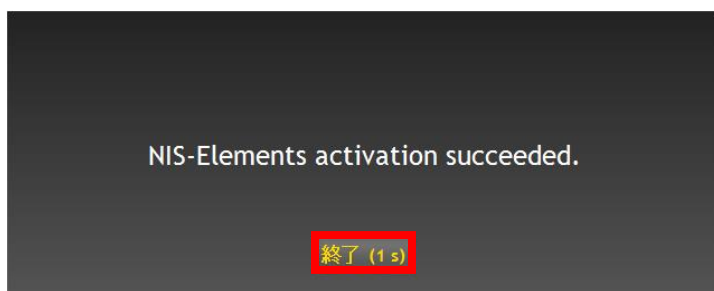 NIS-Elements activation succeeded.
終了 (1 s)